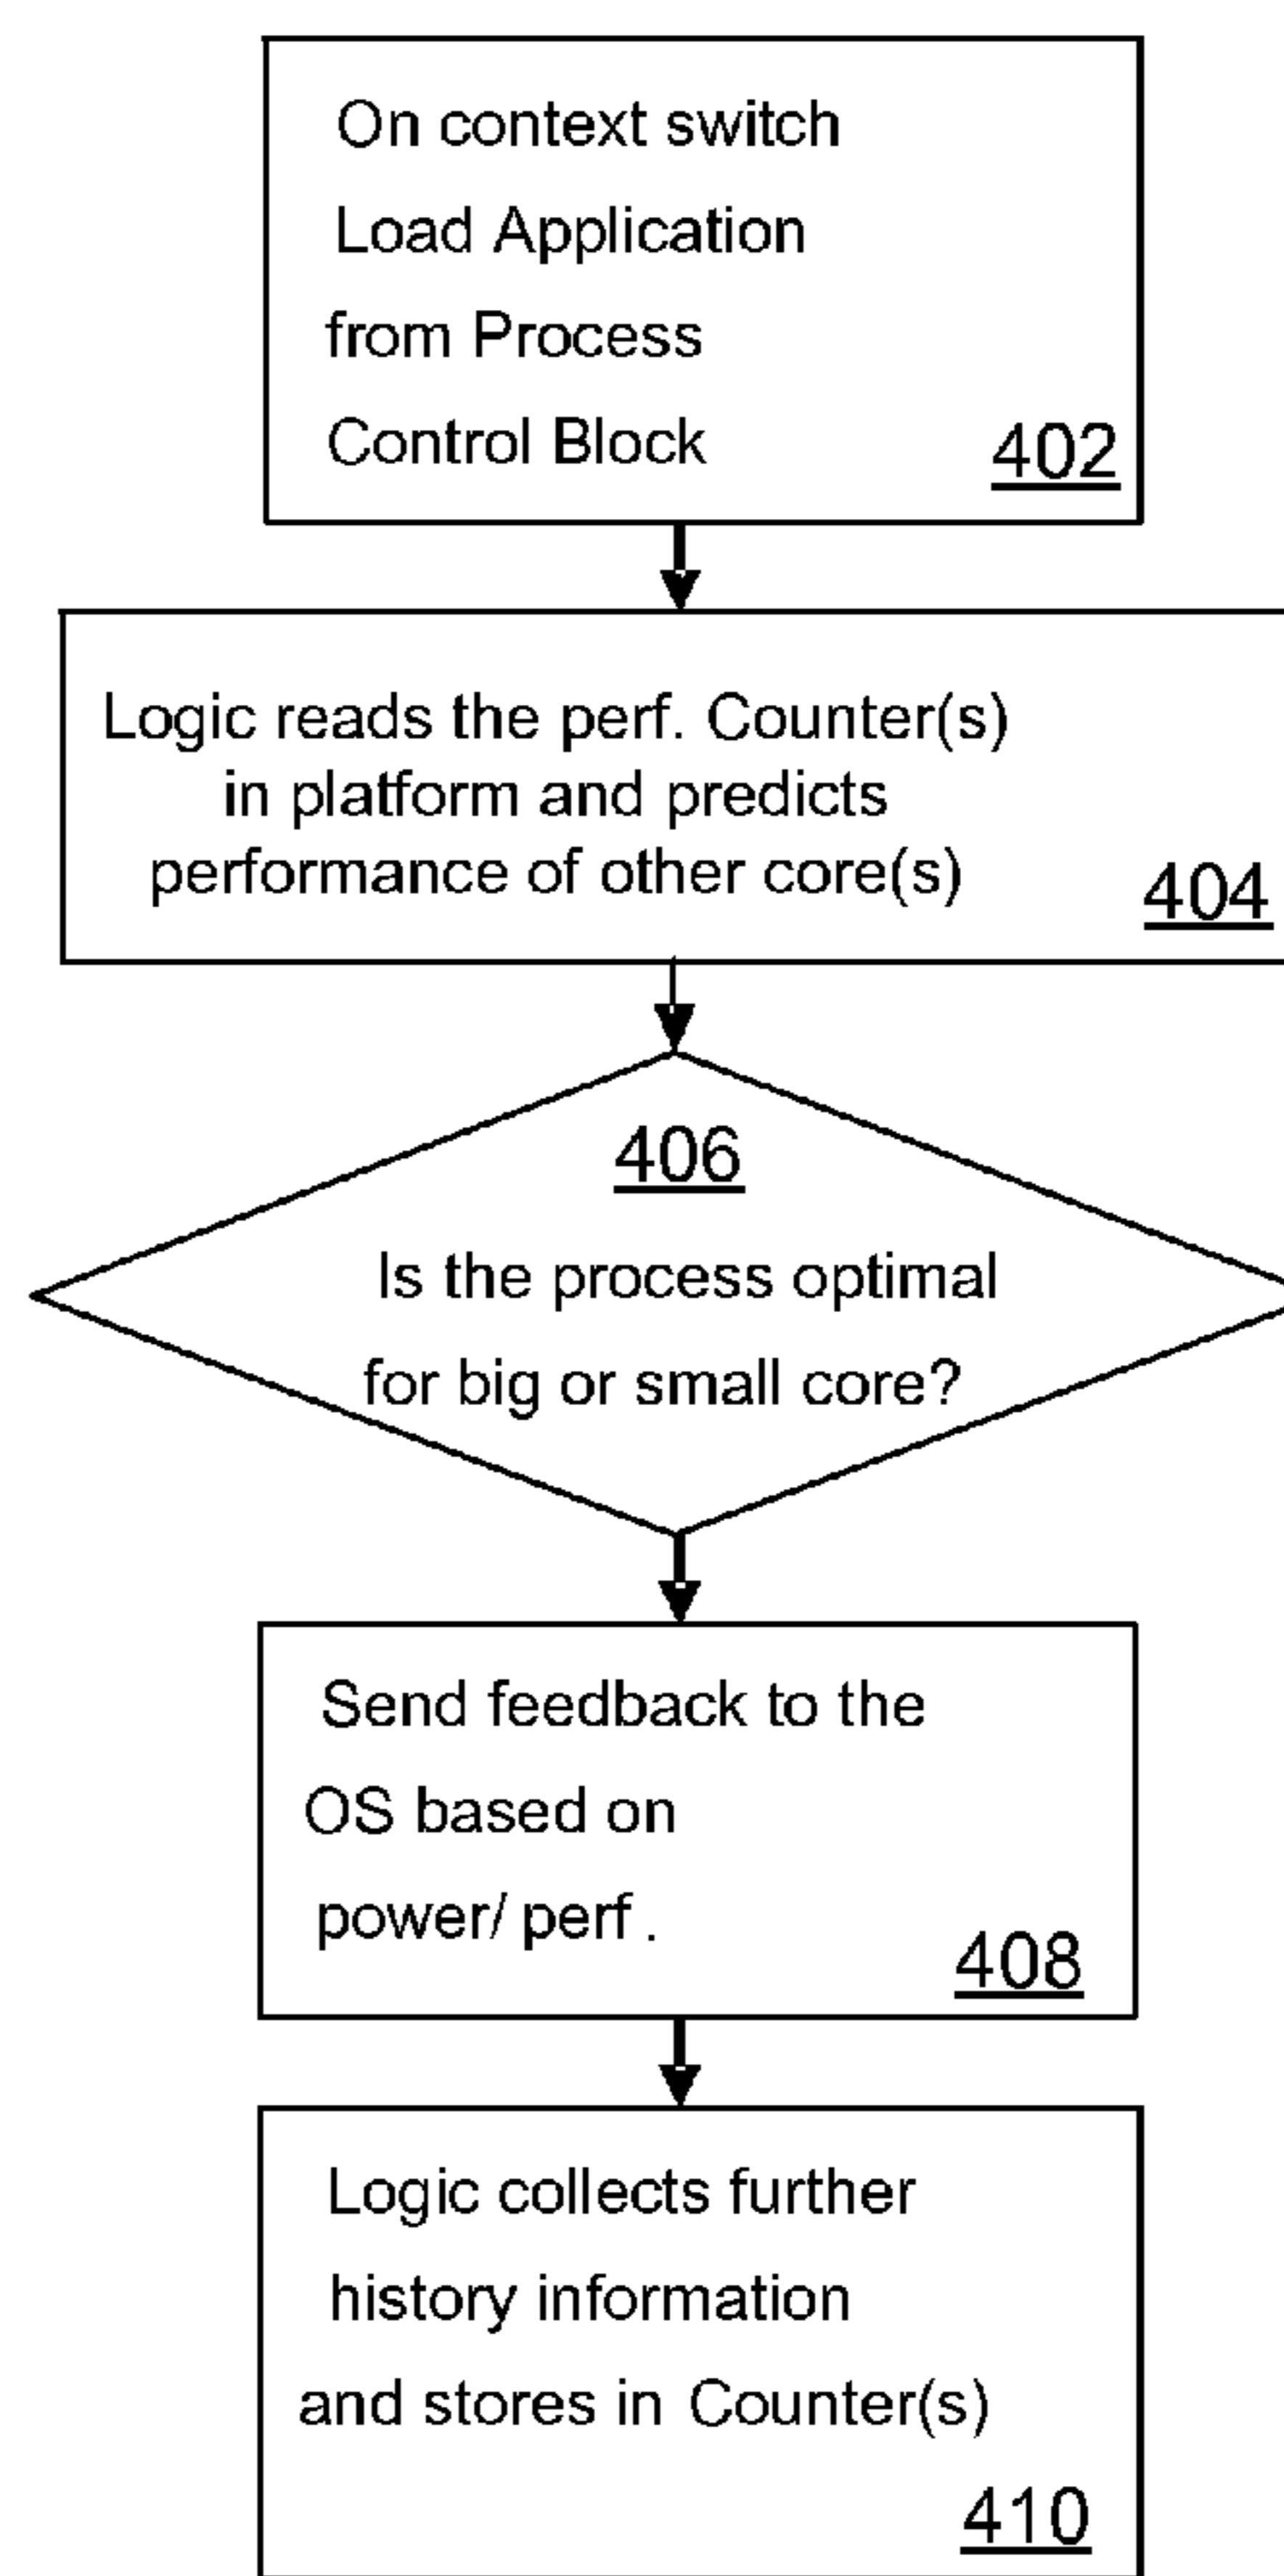 On context switch
Load Application
from Process
Control Block
402
Logic reads the perf. Counter(s)
in platform and predicts
performance of other core(s)
404
406
Is the process optimal
for big or small core?
Send feedback to the
OS based on
power/ perf .
408
Logic collects further
history information
and stores in Counter(s)
410